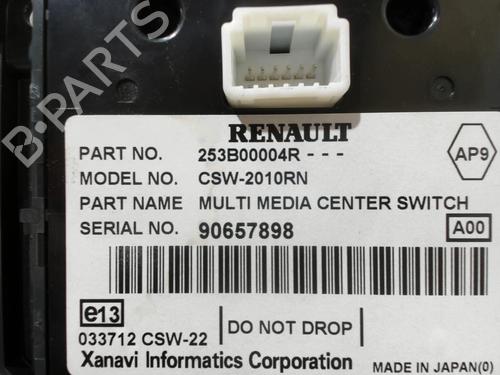 B-PARTS
RENAULT
PART NO. 253B00004R - - -
AP9
MODEL NO. CSW-2010RN
PART NAME MULTI MEDIA CENTER SWITCH
SERIAL NO. 90657898 A00
e13
033712 CSW-22 DO NOT DROP
Xanavi Informatics Corporation MADE IN JAPAN(0)